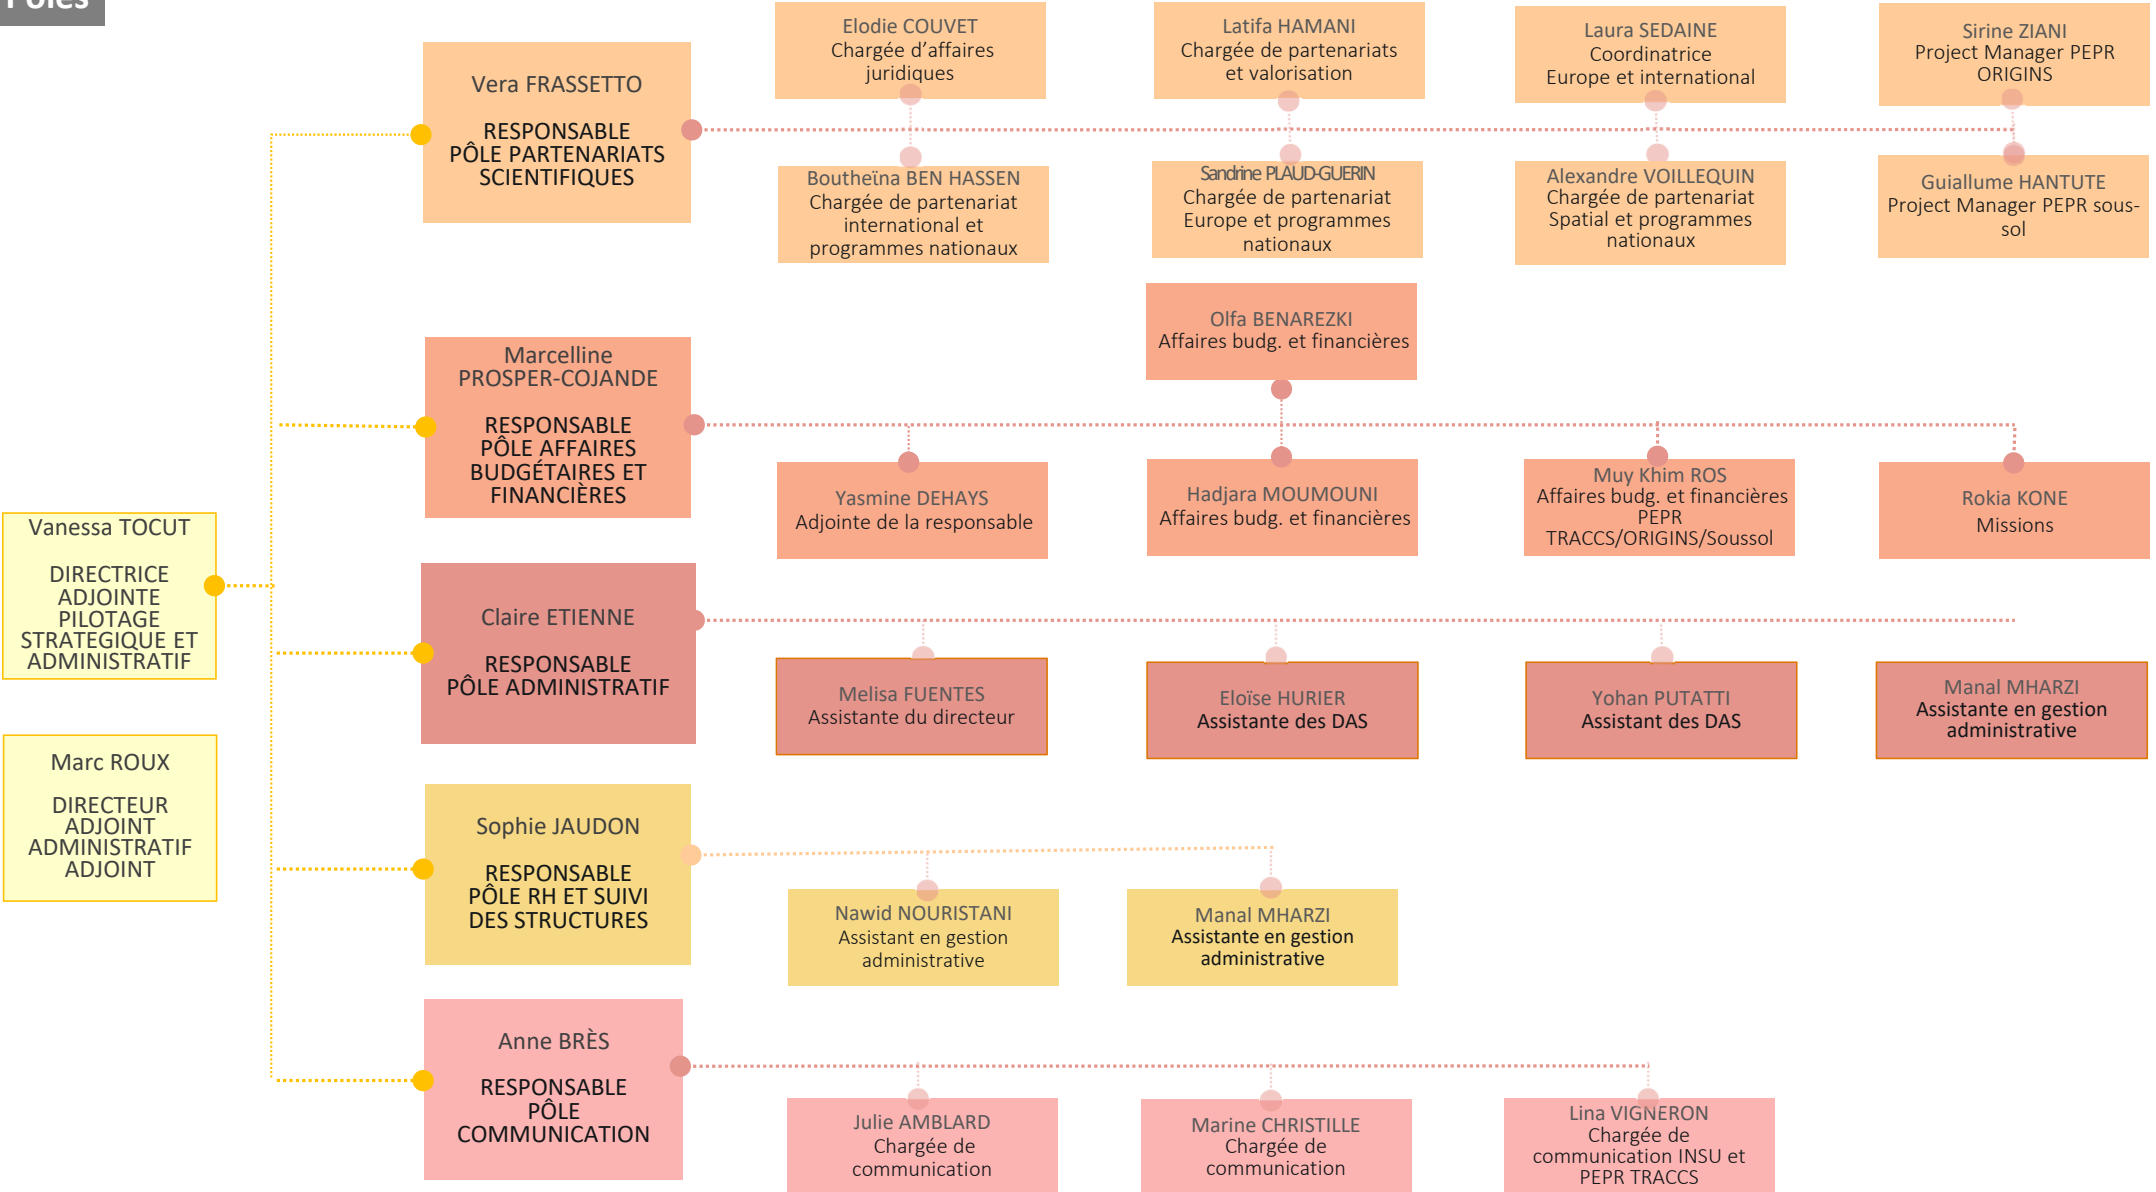 Pôles
Vanessa TOCUT
DIRECTRICE
ADJOINTE
PILOTAGE
STRATEGIQUE ET
ADMINISTRATIF
Marc ROUX
DIRECTEUR
ADJOINT
ADMINISTRATIF
ADJOINT
Vera FRASSETTO
RESPONSABLE
PÔLE PARTENARIATS
SCIENTIFIQUES
Elodie COUVET
Chargée d’affaires
juridiques
Latifa HAMANI
Chargée de partenariats
et valorisation
Laura SEDAINE
Coordinatrice
Europe et international
Sirine ZIANI
Project Manager PEPR
ORIGINS
Boutheïna BEN HASSEN
Chargée de partenariat
international et
programmes nationaux
Sandrine PLAUD-GUERIN
Chargée de partenariat
Europe et programmes
nationaux
Alexandre VOILLEQUIN
Chargée de partenariat
Spatial et programmes
nationaux
Guiallume HANTUTE
Project Manager PEPR sous-
sol
Marcelline
PROSPER-COJANDE
RESPONSABLE
PÔLE AFFAIRES
BUDGÉTAIRES ET
FINANCIÈRES
Olfa BENAREZKI
Affaires budg. et financières
Yasmine DEHAYS
Adjointe de la responsable
Hadjara MOUMOUNI
Affaires budg. et financières
Muy Khim ROS
Affaires budg. et financières
PEPR
TRACCS/ORIGINS/Soussol
Rokia KONE
Missions
Claire ETIENNE
RESPONSABLE
PÔLE ADMINISTRATIF
Melisa FUENTES
Assistante du directeur
Eloïse HURIER
Assistante des DAS
Yohan PUTATTI
Assistant des DAS
Manal MHARZI
Assistante en gestion
administrative
Sophie JAUDON
RESPONSABLE
PÔLE RH ET SUIVI
DES STRUCTURES
Nawid NOURISTANI
Assistant en gestion
administrative
Manal MHARZI
Assistante en gestion
administrative
Anne BRÈS
RESPONSABLE
PÔLE
COMMUNICATION
Julie AMBLARD
Chargée de
communication
Marine CHRISTILLE
Chargée de
communication
Lina VIGNERON
Chargée de
communication INSU et
PEPR TRACCS